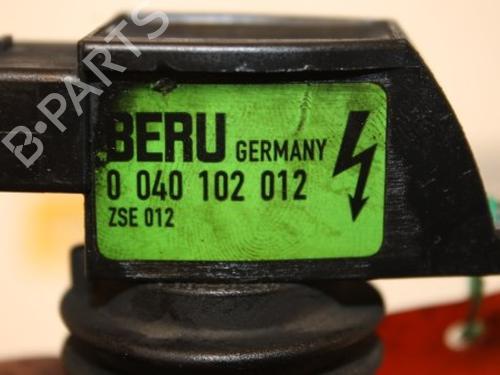 BERU GERMANY
0 040 102 012
ZSE 012
B-PARTS